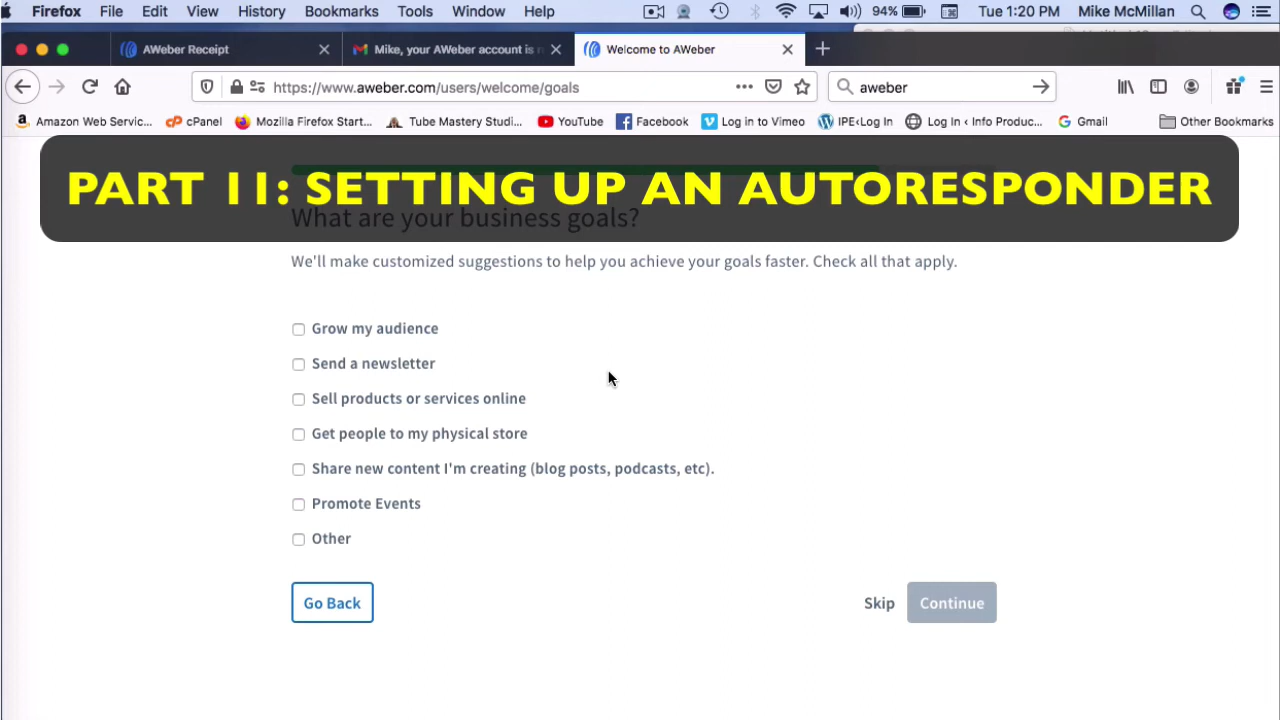 Firefox File Edit View History Bookmarks Tools Window Help 94% Tue 1:20 PM Mike McMillan
AWeber Receipt Mike, your AWeber account is Welcome to AWeber
https://www.aweber.com/users/welcome/goals aweber
Amazon Web Servic... cPanel Mozilla Firefox Start... Tube Mastery Studi... YouTube Facebook Log in to Vimeo IPE‹Log In Log In ‹ Info Produc... Gmail Other Bookmarks
PART 11: SETTING UP AN AUTORESPONDER
What are your business goals?
We'll make customized suggestions to help you achieve your goals faster. Check all that apply.
Grow my audience
Send a newsletter
Sell products or services online
Get people to my physical store
Share new content I'm creating (blog posts, podcasts, etc).
Promote Events
Other
Go Back Skip Continue